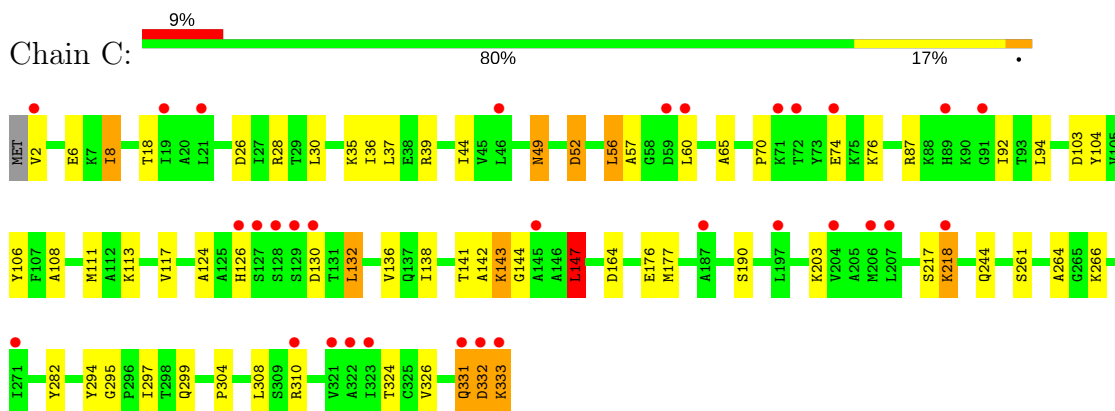 9%
Chain C:
80%
17%
•
MET V2 E6 K7 I8 T18 I19 A20 L21 D26 I27 R28 T29 L30 K35 I36 L37 E38 R39 I44 V45 L46 N49 D52 L56 A57 G58 D59 L60 A65 P70 K71 T72 Y73 E74 K75 K76 R87 K88 H89 K90 G91 I92 T93 L94 D103 Y104 V105
Y106 F107 A108 M111 A112 K113 V117 A124 A125 H126 S127 S128 S129 D130 T131 L132 V136 Q137 I138 T141 A142 K143 G144 A145 A146 L147 D164 E176 M177 A187 S190 L197 K203 V204 A205 M206 L207 S217 K218 Q244 S261 A264 G265 K266
I271 Y282 Y294 G295 P296 I297 T298 Q299 P304 L308 S309 R310 V321 A322 I323 T324 C325 V326 Q331 D332 K333